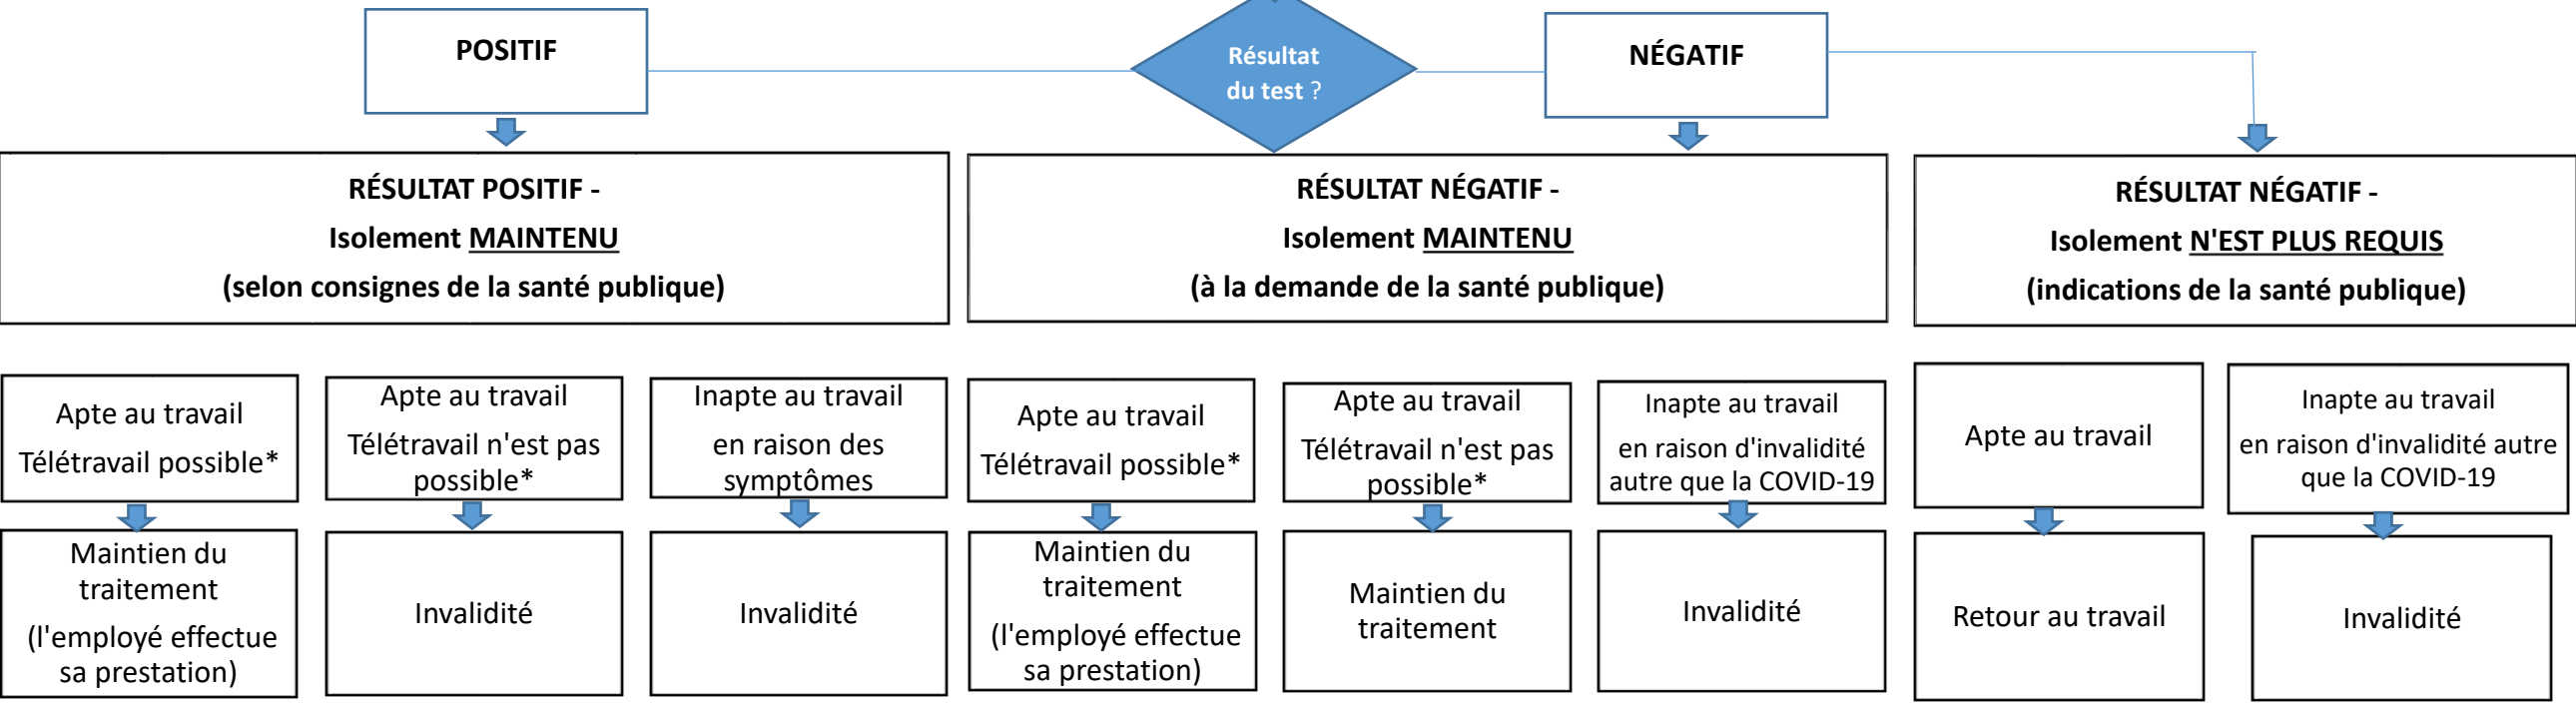 POSITIF
Résultat
du test ?
NÉGATIF
RÉSULTAT POSITIF -
Isolement MAINTENU
(selon consignes de la santé publique)
RÉSULTAT NÉGATIF -
Isolement MAINTENU
(à la demande de la santé publique)
RÉSULTAT NÉGATIF -
Isolement N'EST PLUS REQUIS
(indications de la santé publique)
Apte au travail
Télétravail possible*
Apte au travail
Télétravail n'est pas
possible*
Inapte au travail
en raison des
symptômes
Apte au travail
Télétravail possible*
Apte au travail
Télétravail n'est pas
possible*
Inapte au travail
en raison d'invalidité
autre que la COVID-19
Apte au travail
Inapte au travail
en raison d'invalidité autre
que la COVID-19
Maintien du
traitement
(l'employé effectue
sa prestation)
Invalidité
Invalidité
Maintien du
traitement
(l'employé effectue
sa prestation)
Maintien du
traitement
Invalidité
Retour au travail
Invalidité